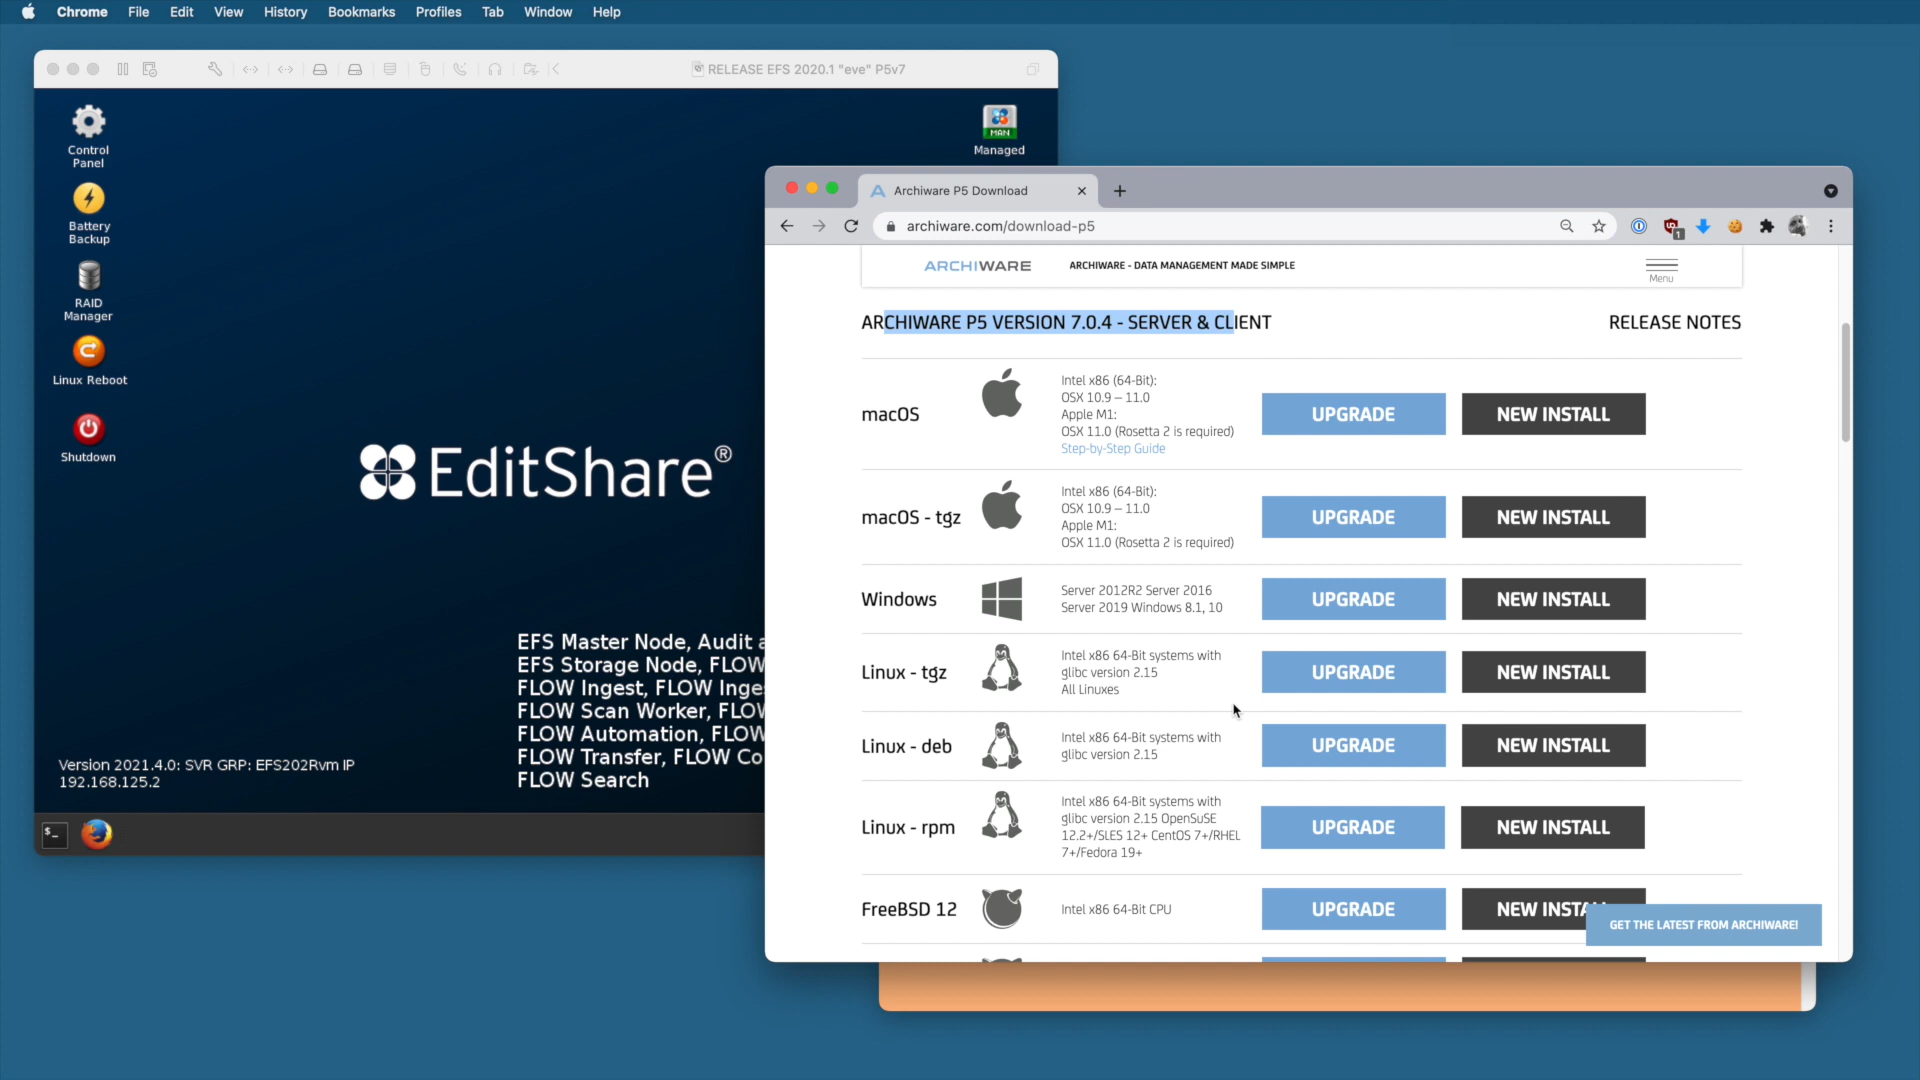 Chrome File Edit View History Bookmarks Profiles Tab Window Help
RELEASE EFS 2020.1 "eve" P5v7
Control
Panel
Battery
Backup
RAID
Manager
Linux Reboot
Shutdown
MAN
Managed
EditShare®
EFS Master Node, Audit a
EFS Storage Node, FLOW
FLOW Ingest, FLOW Inge
FLOW Scan Worker, FLOW
FLOW Automation, FLOW
FLOW Transfer, FLOW Co
FLOW Search
Version 2021.4.0: SVR GRP: EFS202Rvm IP
192.168.125.2
$_
Archiware P5 Download
archiware.com/download-p5
1
ARCHIWARE
ARCHIWARE - DATA MANAGEMENT MADE SIMPLE
Menu
ARCHIWARE P5 VERSION 7.0.4 - SERVER & CLIENT
RELEASE NOTES
macOS
Intel x86 (64-Bit):
OSX 10.9 – 11.0
Apple M1:
OSX 11.0 (Rosetta 2 is required)
Step-by-Step Guide
UPGRADE
NEW INSTALL
macOS - tgz
Intel x86 (64-Bit):
OSX 10.9 – 11.0
Apple M1:
OSX 11.0 (Rosetta 2 is required)
UPGRADE
NEW INSTALL
Windows
Server 2012R2 Server 2016
Server 2019 Windows 8.1, 10
UPGRADE
NEW INSTALL
Linux - tgz
Intel x86 64-Bit systems with
glibc version 2.15
All Linuxes
UPGRADE
NEW INSTALL
Linux - deb
Intel x86 64-Bit systems with
glibc version 2.15
UPGRADE
NEW INSTALL
Linux - rpm
Intel x86 64-Bit systems with
glibc version 2.15 OpenSuSE
12.2+/SLES 12+ CentOS 7+/RHEL
7+/Fedora 19+
UPGRADE
NEW INSTALL
FreeBSD 12
Intel x86 64-Bit CPU
UPGRADE
NEW INSTA
GET THE LATEST FROM ARCHIWARE!